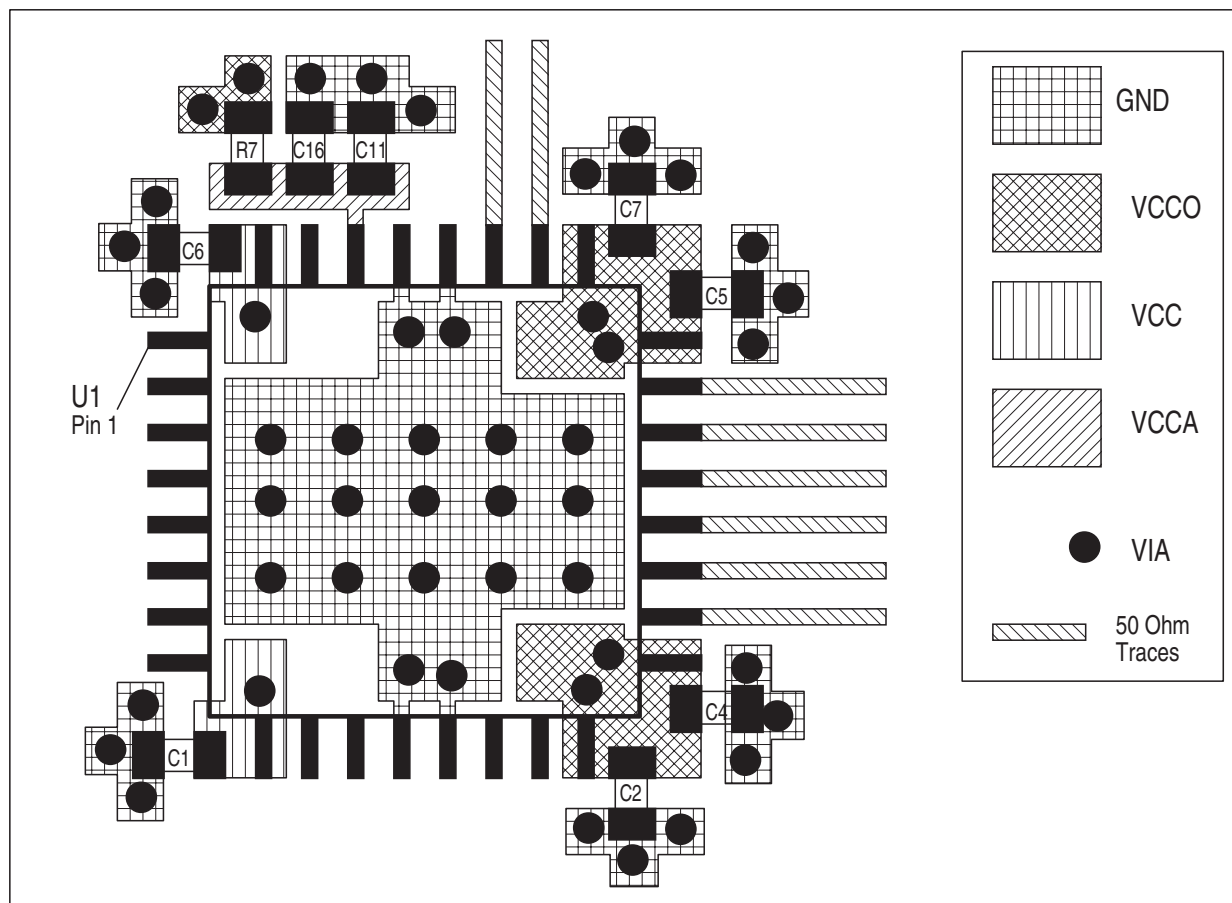 R7
C16
C11
C7
C6
C5
U1
Pin 1
C4
C1
C2
GND
VCCO
VCC
VCCA
VIA
50 Ohm
Traces